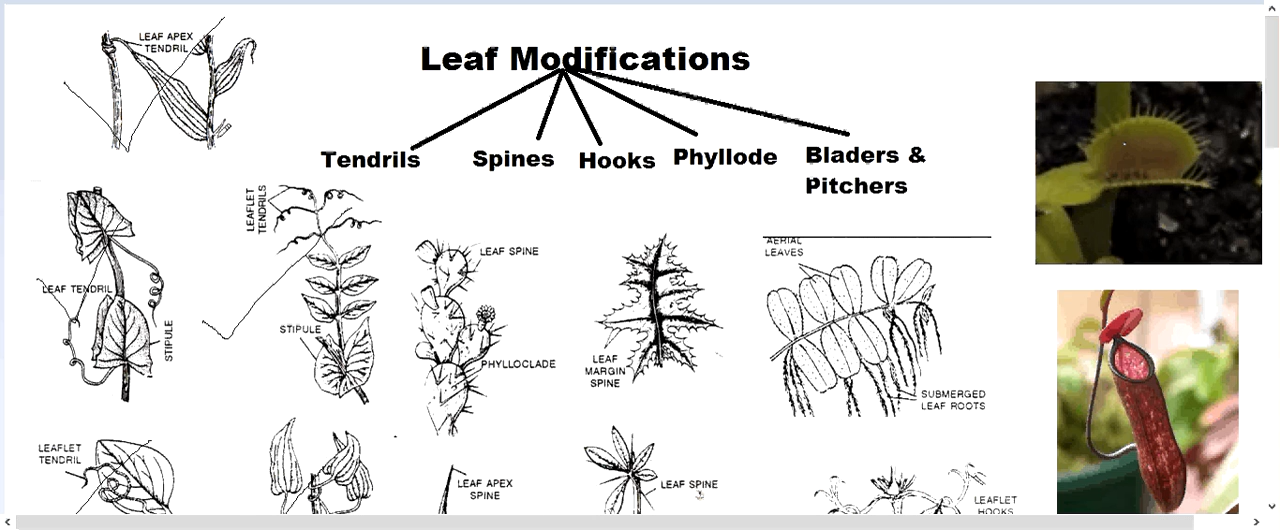 LEAF APEX
TENDRIL
Leaf Modifications
Tendrils
Spines
Hooks
Phyllode
Bladers &
Pitchers
LEAFLET
TENDRILS
LEAF SPINE
AERIAL
LEAVES
LEAF TENDRIL
STIPULE
STIPULE
PHYLLOCLADE
LEAF
MARGIN
SPINE
SUBMERGED
LEAF ROOTS
LEAFLET
TENDRIL
LEAF APEX
SPINE
LEAF SPINE
LEAFLET
HOOKS